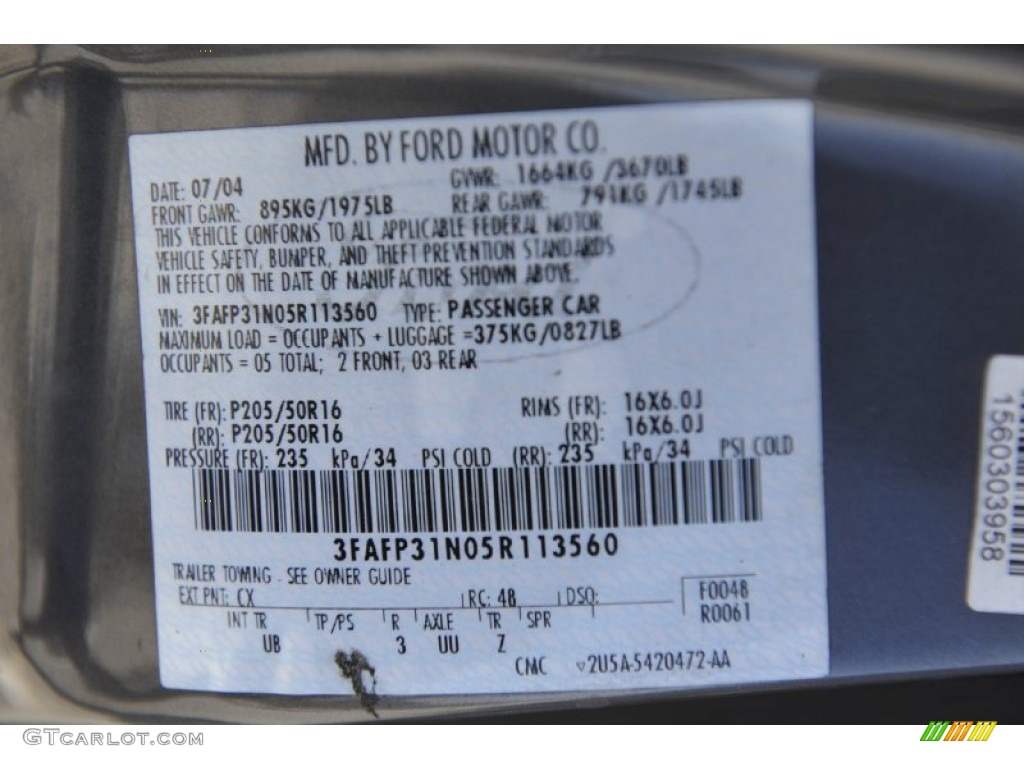 MFD. BY FORD MOTOR CO.
DATE: 07/04 GVWR: 1664KG /3670LB
FRONT GAWR: 895KG/1975LB REAR GAWR: 791KG /1745LB
THIS VEHICLE CONFORMS TO ALL APPLICABLE FEDERAL MOTOR
VEHICLE SAFETY, BUMPER, AND THEFT PREVENTION STANDARDS
IN EFFECT ON THE DATE OF MANUFACTURE SHOWN ABOVE.
VIN: 3FAFP31N05R113560 TYPE: PASSENGER CAR
MAXIMUM LOAD = OCCUPANTS + LUGGAGE =375KG/0827LB
OCCUPANTS = 05 TOTAL; 2 FRONT, 03 REAR
TIRE (FR): P205/50R16 RIMS (FR): 16X6.0J
(RR): P205/50R16 (RR): 16X6.0J
PRESSURE (FR): 235 kPa/34 PSI COLD (RR): 235 kPa/34 PSI COLD
3FAFP31N05R113560
TRAILER TOWING - SEE OWNER GUIDE
EXT PNT: CX RC: 48 DSO: F0048
R0061
INT TR TP/PS R AXLE TR SPR
UB 3 UU Z
CMC ▿2U5A-5420472-AA
1560303958
GTCARLOT.COM